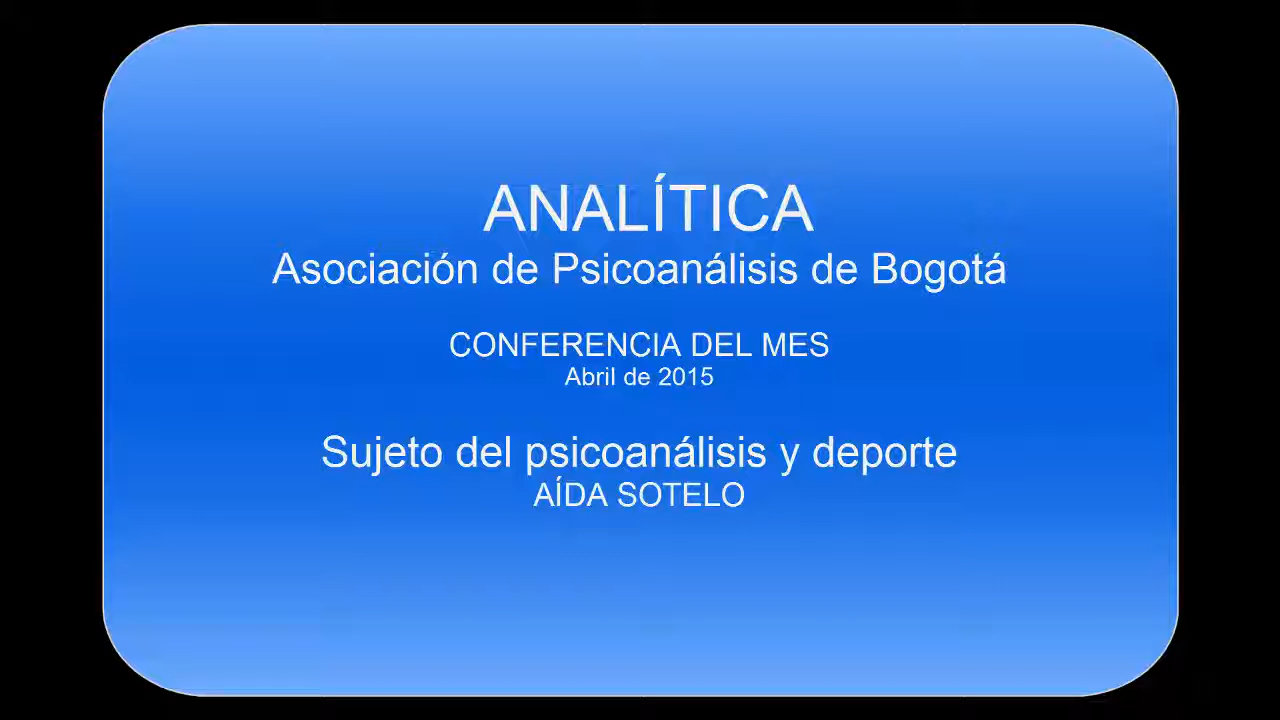 ANALÍTICA
Asociación de Psicoanálisis de Bogotá
CONFERENCIA DEL MES
Abril de 2015
Sujeto del psicoanálisis y deporte
AÍDA SOTELO